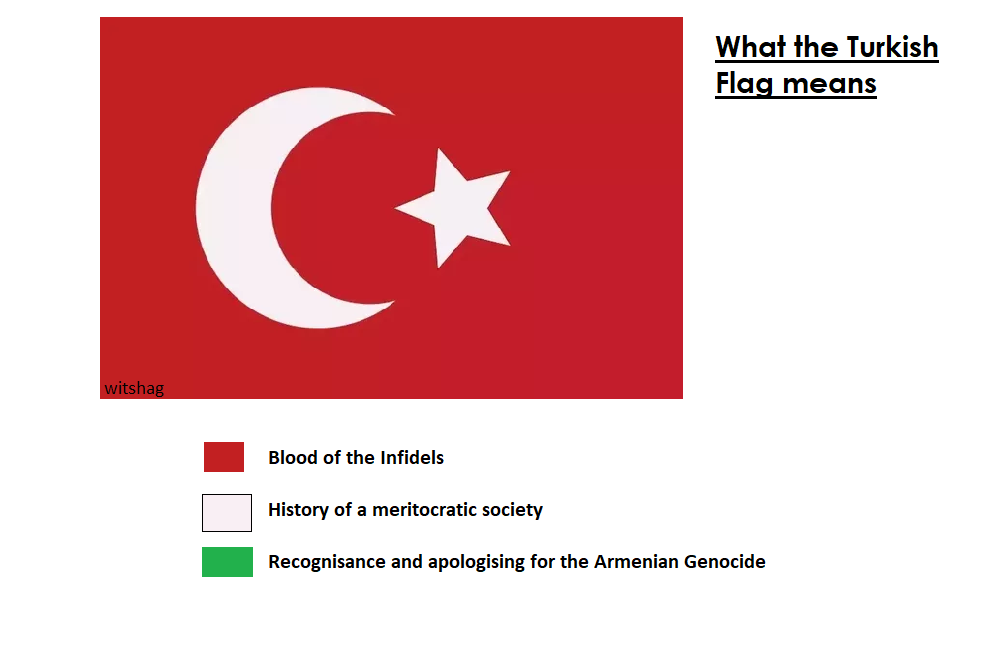 What the Turkish
Flag means
witshag
Blood of the Infidels
History of a meritocratic society
Recognisance and apologising for the Armenian Genocide